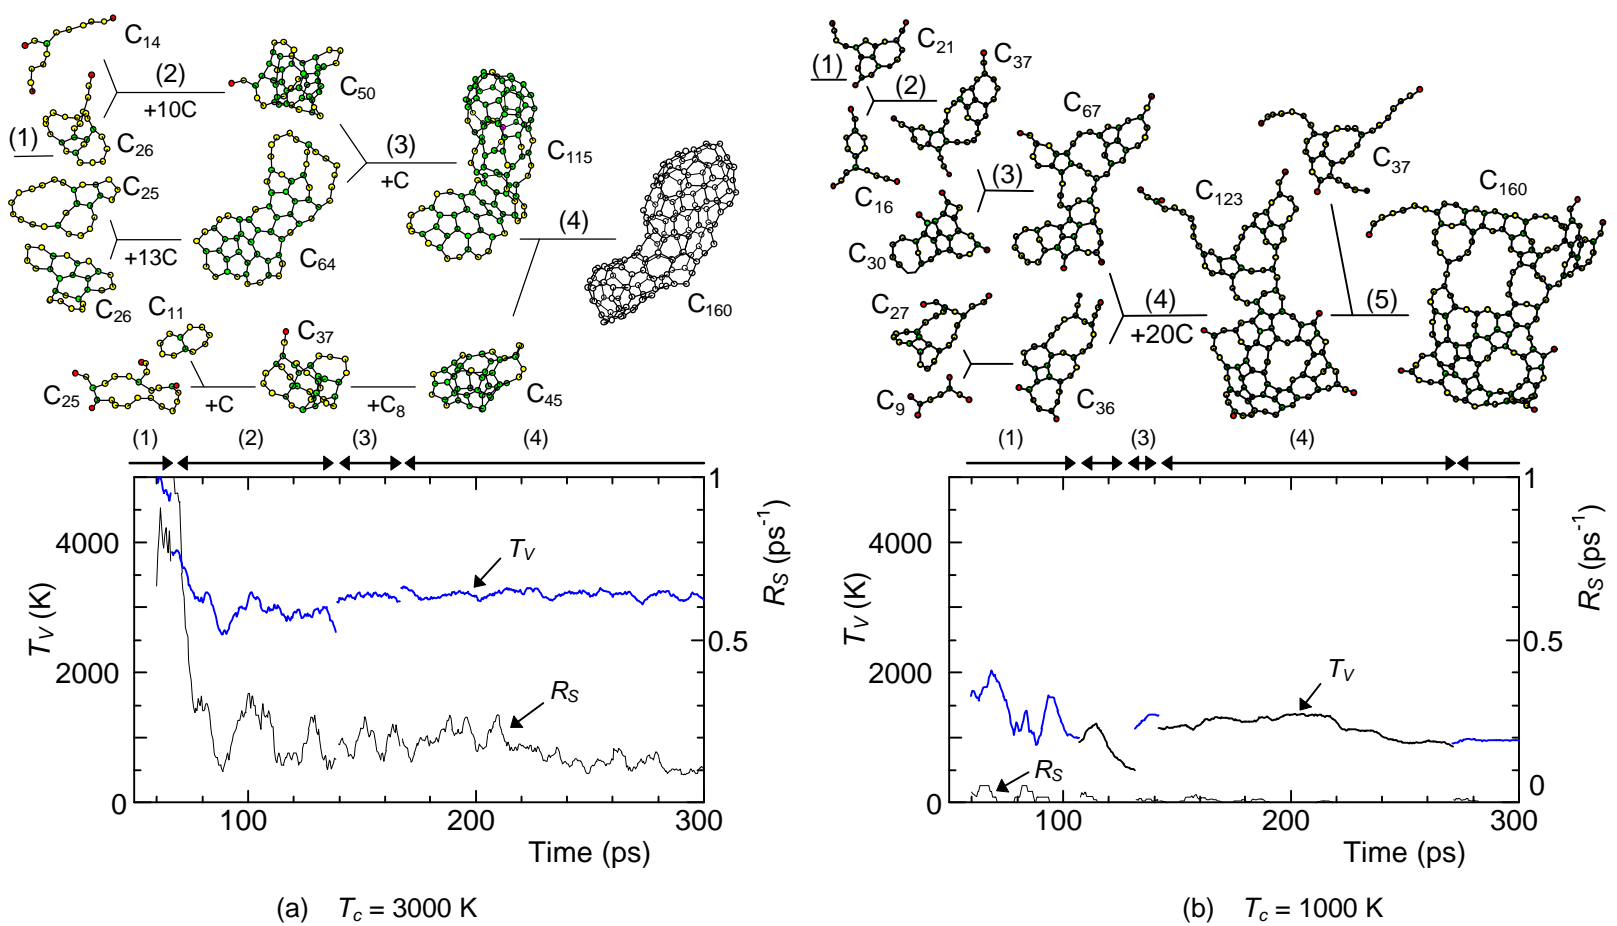 C14
(2)
+10C
C50
(1)
C26
C25
+13C
C26
C64
(3)
+C
C115
(4)
C160
C11
C25
+C
C37
+C8
C45
(1)
(2)
(3)
(4)
4000
2000
0
TV (K)
TV
RS
1
0.5
RS (ps-1)
100
200
300
Time (ps)
(a) Tc = 3000 K
C21
(1)
(2)
C37
C16
C30
(3)
C67
C27
C9
C36
(4)
+20C
C123
C37
(5)
C160
(1)
(3)
(4)
4000
2000
0
TV (K)
TV
RS
1
0.5
0
RS (ps-1)
100
200
300
Time (ps)
(b) Tc = 1000 K